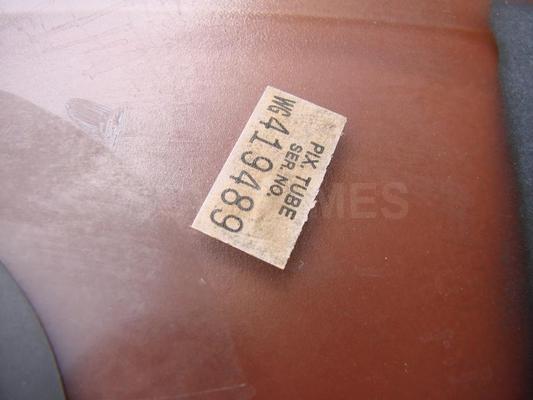 PIX. TUBE
SER. NO.
WG419489